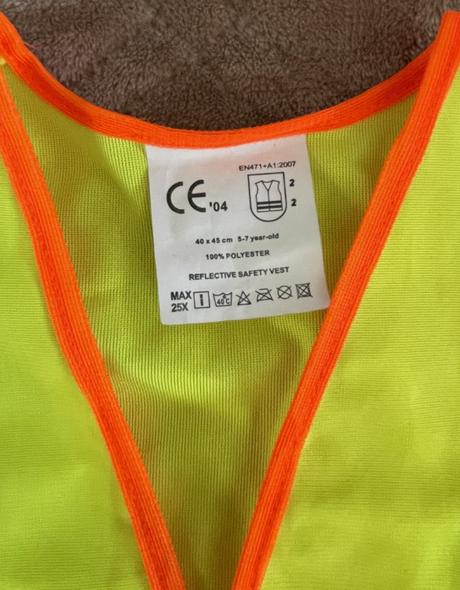 EN471+A1:2007
CE '04
2
2
40 x 45 cm 5-7 year-old
100% POLYESTER
REFLECTIVE SAFETY VEST
MAX
25X
40°C